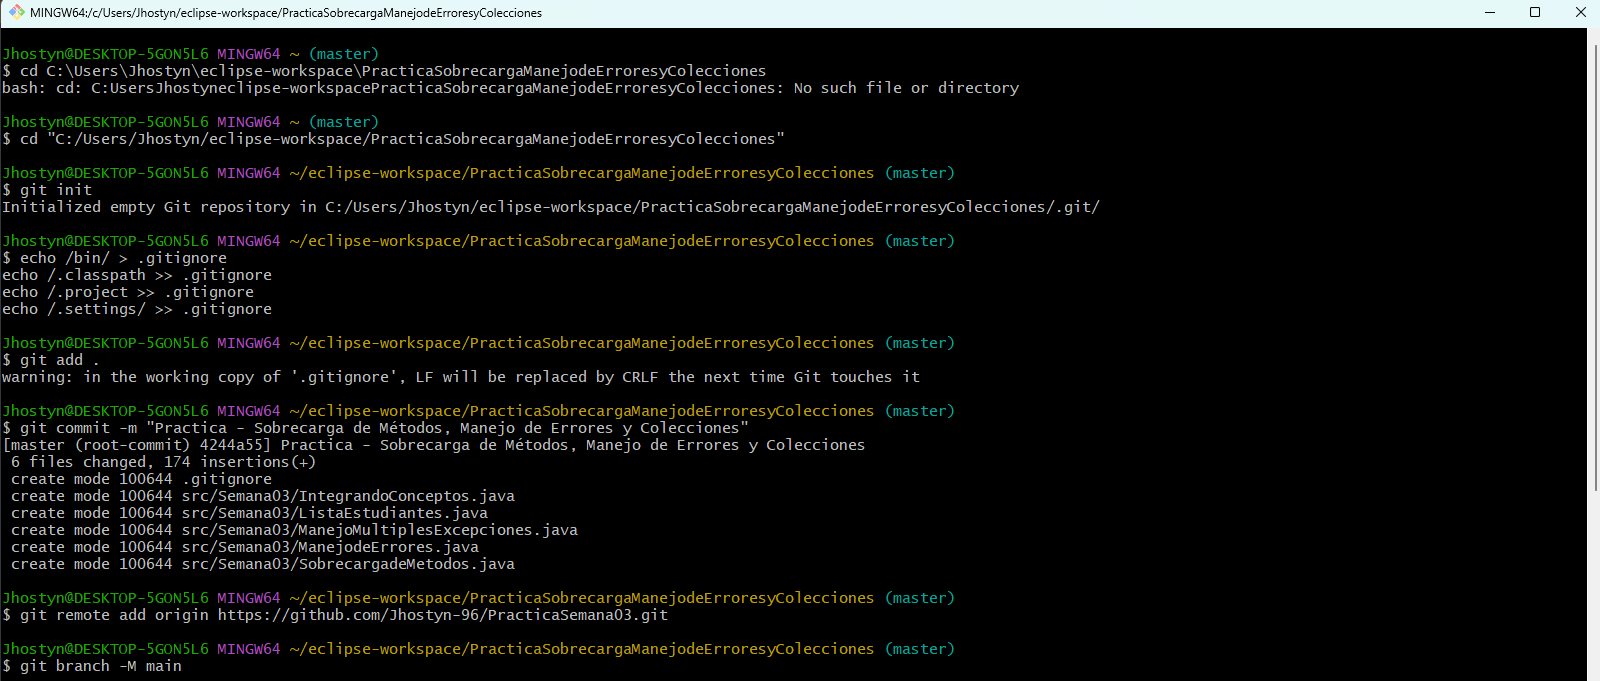 MINGW64:/c/Users/Jhostyn/eclipse-workspace/PracticaSobrecargaManejodeErroresyColecciones
Jhostyn@DESKTOP-5GON5L6 MINGW64 ~ (master)
$ cd C:\Users\Jhostyn\eclipse-workspace\PracticaSobrecargaManejodeErroresyColecciones
bash: cd: C:UsersJhostyneclipse-workspacePracticaSobrecargaManejodeErroresyColecciones: No such file or directory
Jhostyn@DESKTOP-5GON5L6 MINGW64 ~ (master)
$ cd "C:/Users/Jhostyn/eclipse-workspace/PracticaSobrecargaManejodeErroresyColecciones"
Jhostyn@DESKTOP-5GON5L6 MINGW64 ~/eclipse-workspace/PracticaSobrecargaManejodeErroresyColecciones (master)
$ git init
Initialized empty Git repository in C:/Users/Jhostyn/eclipse-workspace/PracticaSobrecargaManejodeErroresyColecciones/.git/
Jhostyn@DESKTOP-5GON5L6 MINGW64 ~/eclipse-workspace/PracticaSobrecargaManejodeErroresyColecciones (master)
$ echo /bin/ > .gitignore
echo /.classpath >> .gitignore
echo /.project >> .gitignore
echo /.settings/ >> .gitignore
Jhostyn@DESKTOP-5GON5L6 MINGW64 ~/eclipse-workspace/PracticaSobrecargaManejodeErroresyColecciones (master)
$ git add .
warning: in the working copy of '.gitignore', LF will be replaced by CRLF the next time Git touches it
Jhostyn@DESKTOP-5GON5L6 MINGW64 ~/eclipse-workspace/PracticaSobrecargaManejodeErroresyColecciones (master)
$ git commit -m "Practica - Sobrecarga de Métodos, Manejo de Errores y Colecciones"
[master (root-commit) 4244a55] Practica - Sobrecarga de Métodos, Manejo de Errores y Colecciones
 6 files changed, 174 insertions(+)
 create mode 100644 .gitignore
 create mode 100644 src/Semana03/IntegrandoConceptos.java
 create mode 100644 src/Semana03/ListaEstudiantes.java
 create mode 100644 src/Semana03/ManejoMultiplesExcepciones.java
 create mode 100644 src/Semana03/ManejodeErrores.java
 create mode 100644 src/Semana03/SobrecargadeMetodos.java
Jhostyn@DESKTOP-5GON5L6 MINGW64 ~/eclipse-workspace/PracticaSobrecargaManejodeErroresyColecciones (master)
$ git remote add origin https://github.com/Jhostyn-96/PracticaSemana03.git
Jhostyn@DESKTOP-5GON5L6 MINGW64 ~/eclipse-workspace/PracticaSobrecargaManejodeErroresyColecciones (master)
$ git branch -M main